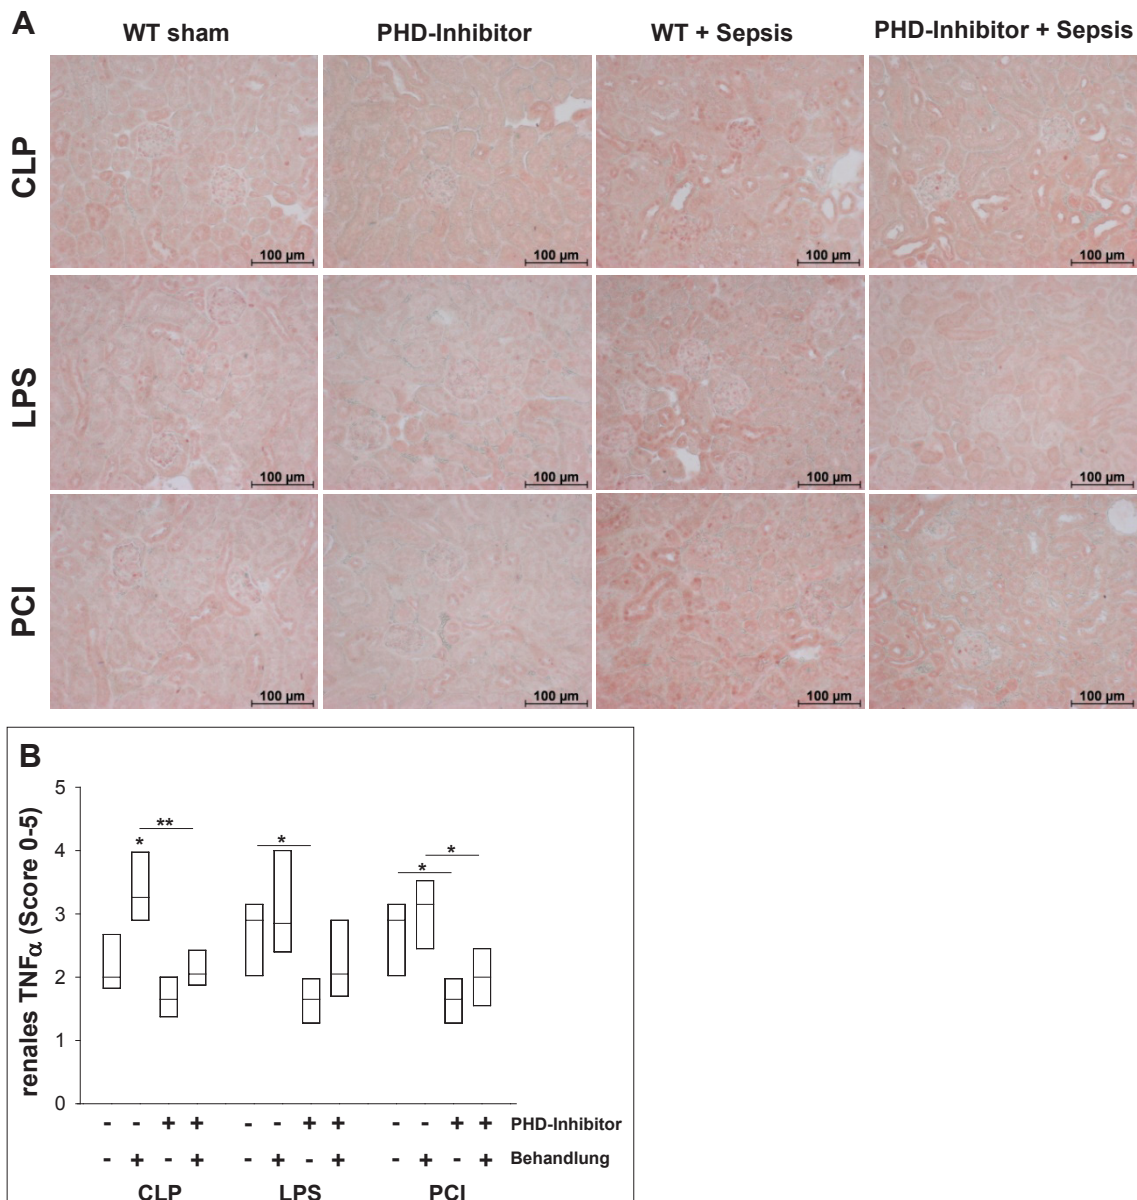 A
WT sham PHD-Inhibitor WT + Sepsis PHD-Inhibitor + Sepsis
CLP
100 µm 100 µm 100 µm 100 µm
LPS
100 µm 100 µm 100 µm 100 µm
PCI
100 µm 100 µm 100 µm 100 µm
B
renales TNFα (Score 0-5)
5
4
3
2
1
0
* ** * * *
- - + + - - + + - - + + PHD-Inhibitor
- + - + - + - + - + - + Behandlung
CLP LPS PCI